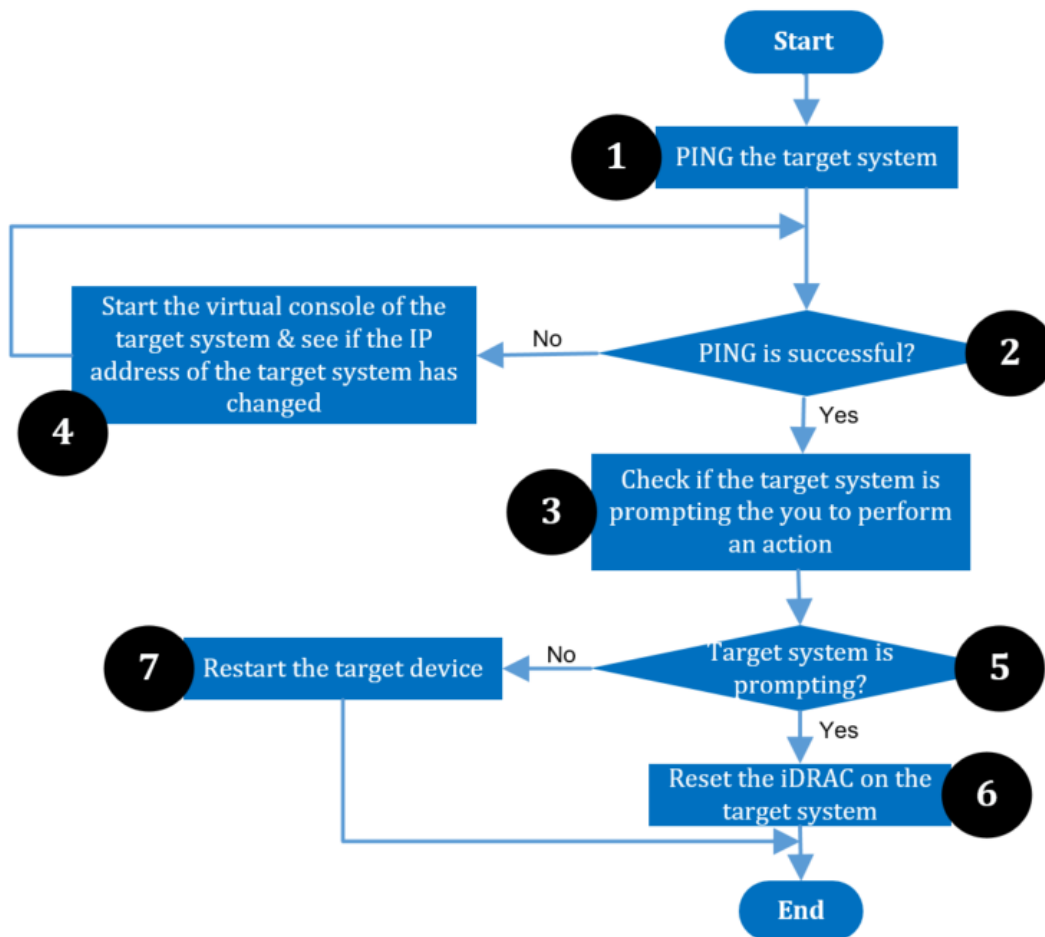 Start
1
PING the target system
Start the virtual console of the
target system & see if the IP
address of the target system has
changed
4
No
PING is successful?
2
Yes
3
Check if the target system is
prompting the you to perform
an action
7
Restart the target device
No
Target system is
prompting?
5
Yes
Reset the iDRAC on the
target system
6
End